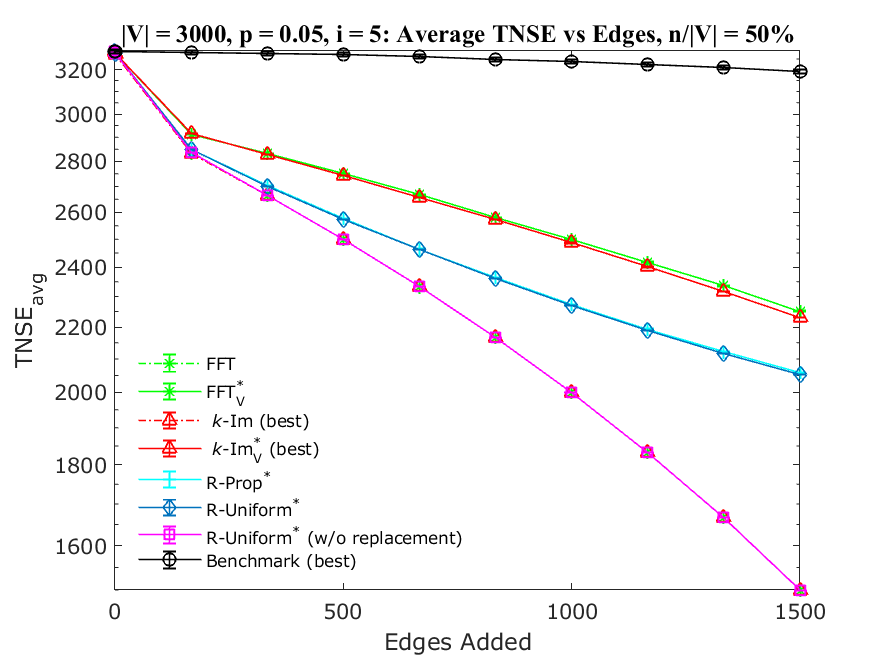 |V| = 3000, p = 0.05, i = 5: Average TNSE vs Edges, n/|V| = 50%
3200
3000
2800
2600
2400
2200
2000
1800
1600
TNSE_avg
FFT
FFT*_V
k-Im (best)
k-Im*_V (best)
R-Prop*
R-Uniform*
R-Uniform* (w/o replacement)
Benchmark (best)
0 500 1000 1500
Edges Added